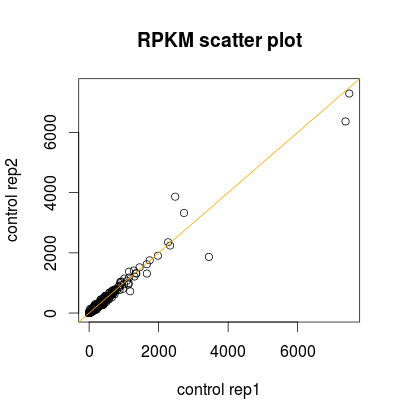 RPKM scatter plot
control rep2
6000
4000
2000
0
0 2000 4000 6000
control rep1